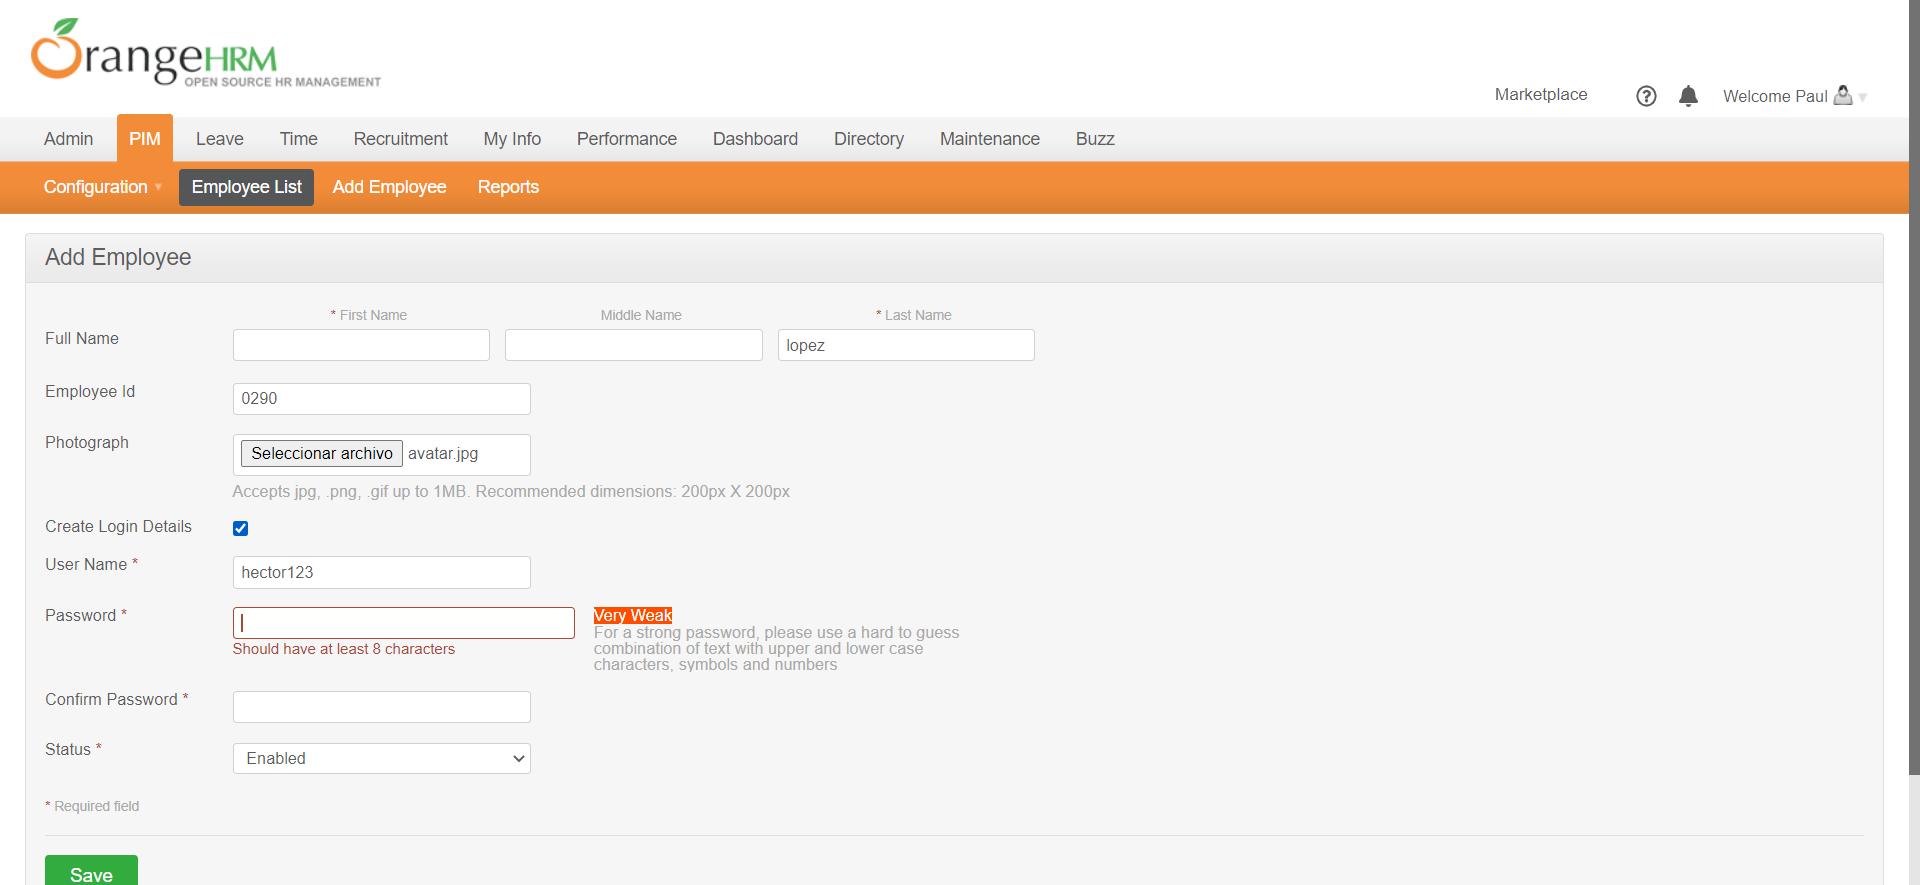 OrangeHRM
OPEN SOURCE HR MANAGEMENT
Marketplace
Welcome Paul
Admin PIM Leave Time Recruitment My Info Performance Dashboard Directory Maintenance Buzz
Configuration Employee List Add Employee Reports
Add Employee
* First Name Middle Name * Last Name
Full Name lopez
Employee Id 0290
Photograph Seleccionar archivo avatar.jpg
Accepts jpg, .png, .gif up to 1MB. Recommended dimensions: 200px X 200px
Create Login Details
User Name * hector123
Password * Very Weak
For a strong password, please use a hard to guess
Should have at least 8 characters combination of text with upper and lower case
characters, symbols and numbers
Confirm Password *
Status * Enabled
* Required field
Save